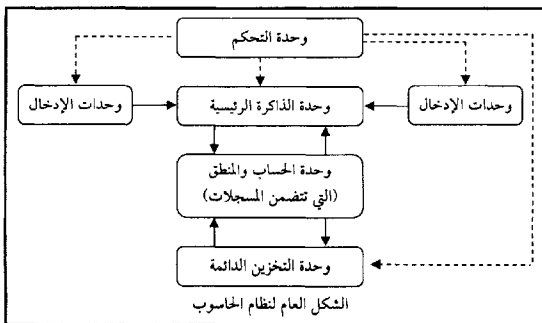 وحدة التحكم
وحدات الإدخال
وحدة الذاكرة الرئيسية
وحدات الإدخال
وحدة الحساب والمنطق
(التي تتضمن المسجلات)
وحدة التخزين الدائمة
الشكل العام لنظام الحاسوب